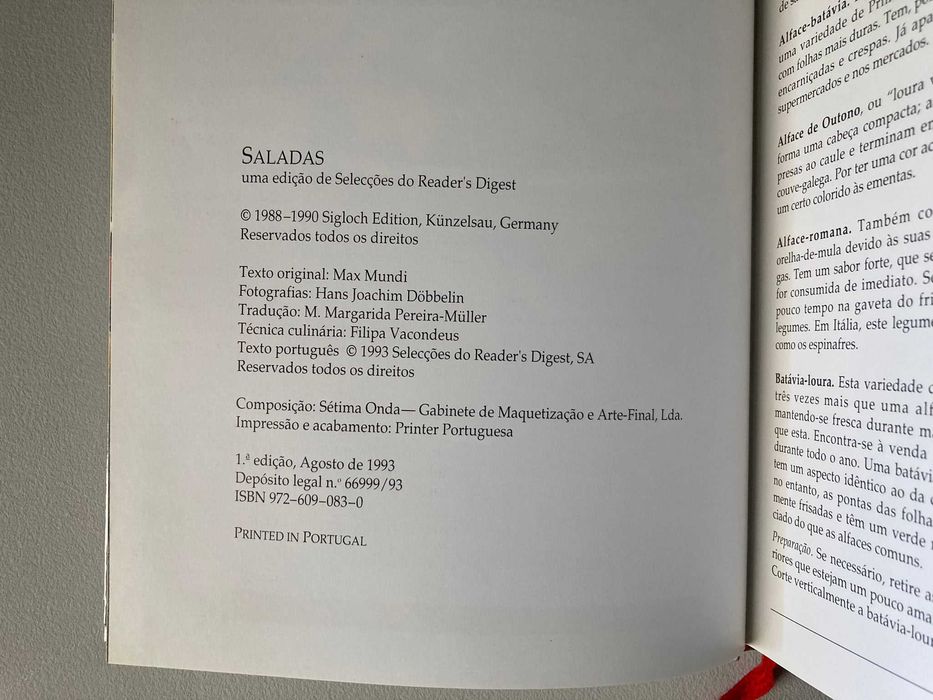 SALADAS
uma edição de Selecções do Reader's Digest
© 1988–1990 Sigloch Edition, Künzelsau, Germany
Reservados todos os direitos
Texto original: Max Mundi
Fotografias: Hans Joachim Döbbelin
Tradução: M. Margarida Pereira-Müller
Técnica culinária: Filipa Vacondeus
Texto português © 1993 Selecções do Reader's Digest, SA
Reservados todos os direitos
Composição: Sétima Onda— Gabinete de Maquetização e Arte-Final, Lda.
Impressão e acabamento: Printer Portuguesa
1.ª edição, Agosto de 1993
Depósito legal n.º 66999/93
ISBN 972–609–083–0
PRINTED IN PORTUGAL
Alface-batávia.
uma variedade de
com folhas mais duras. Tem,
encarniçadas e crespas. Já
supermercados e nos mercados.
Alface de Outono, ou "loura
forma uma cabeça compacta;
presas ao caule e terminam
couve-galega. Por ter uma cor
um certo colorido às ementas.
Alface-romana. Também
orelha-de-mula devido às suas
gas. Tem um sabor forte, que
for consumida de imediato.
pouco tempo na gaveta do
legumes. Em Itália, este
como os espinafres.
Batávia-loura. Esta variedade
três vezes mais que uma
mantendo-se fresca durante
que esta. Encontra-se à venda
durante todo o ano. Uma
tem um aspecto idêntico ao da
no entanto, as pontas das
mente frisadas e têm um verde
ciado do que as alfaces comuns.
Preparação. Se necessário, retire
riores que estejam um pouco
Corte verticalmente a